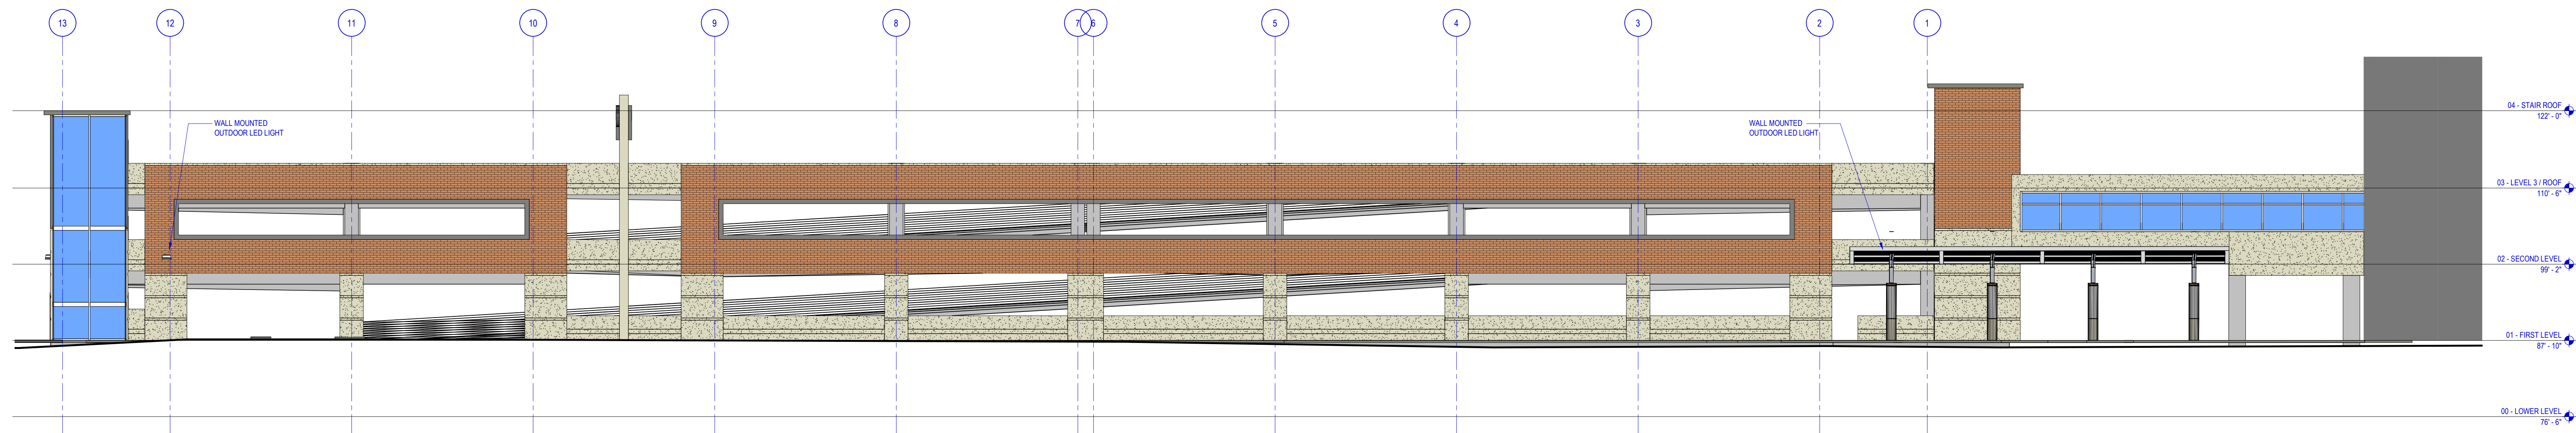 13
12
11
10
9
8
7
6
5
4
3
2
1
04 - STAIR ROOF
122' - 0"
WALL MOUNTED
OUTDOOR LED LIGHT
WALL MOUNTED
OUTDOOR LED LIGHT
03 - LEVEL 3 / ROOF
110' - 6"
02 - SECOND LEVEL
99' - 2"
01 - FIRST LEVEL
87' - 10"
00 - LOWER LEVEL
76' - 6"